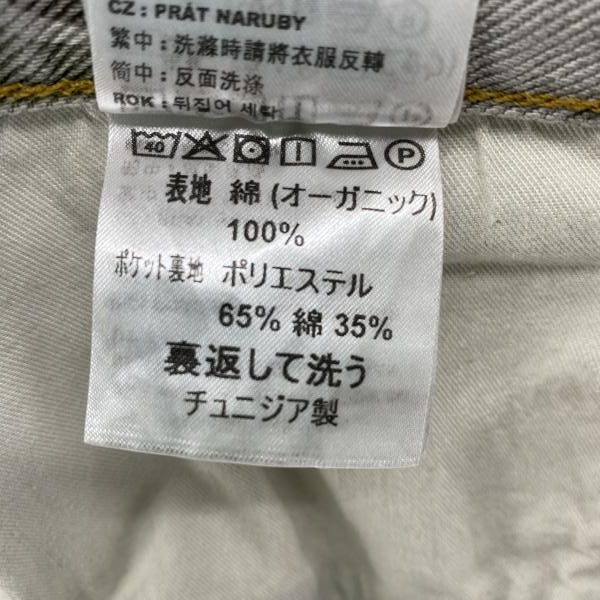 CZ: PRÁT NARUBY
繁中:洗滌時請將衣服反轉
簡中:反面洗涤
ROK: 뒤집어 세탁
40 P
表地 綿 (オーガニック)
100%
ポケット裏地 ポリエステル
65% 綿 35%
裏返して洗う
チュニジア製